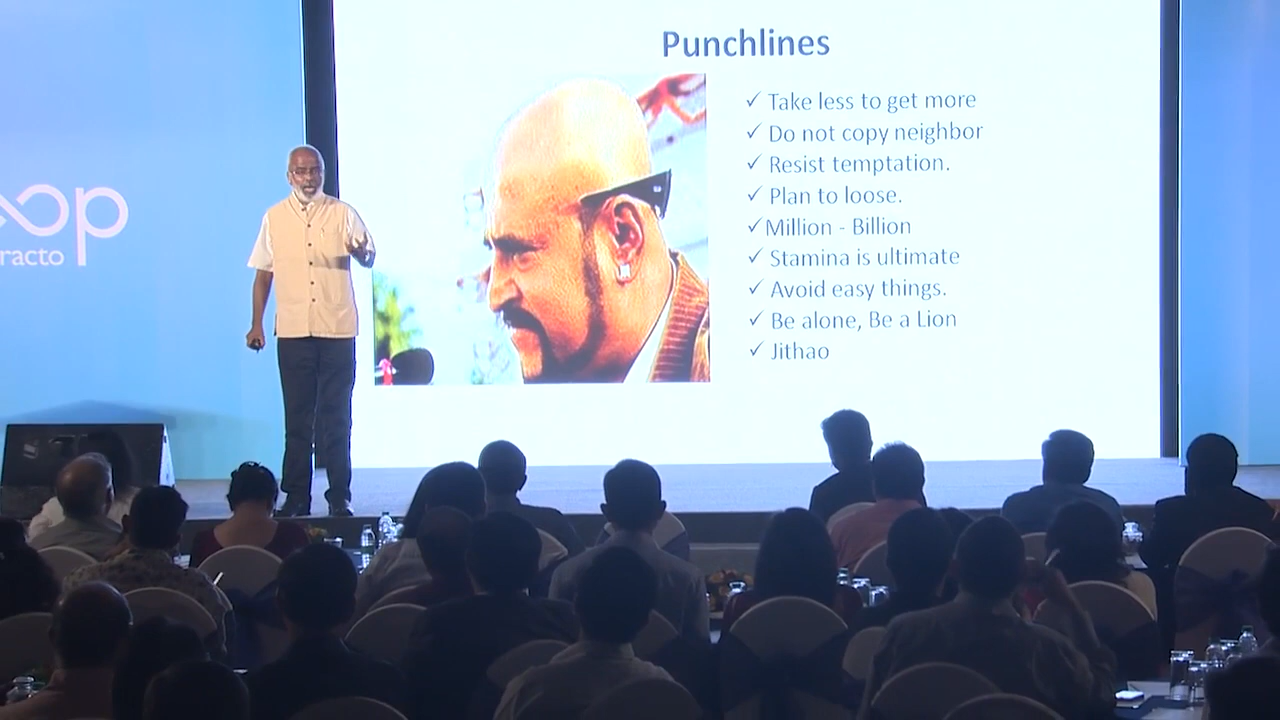 Punchlines
✓ Take less to get more
✓ Do not copy neighbor
✓ Resist temptation.
✓ Plan to loose.
✓ Million - Billion
✓ Stamina is ultimate
✓ Avoid easy things.
✓ Be alone, Be a Lion
✓ Jithao